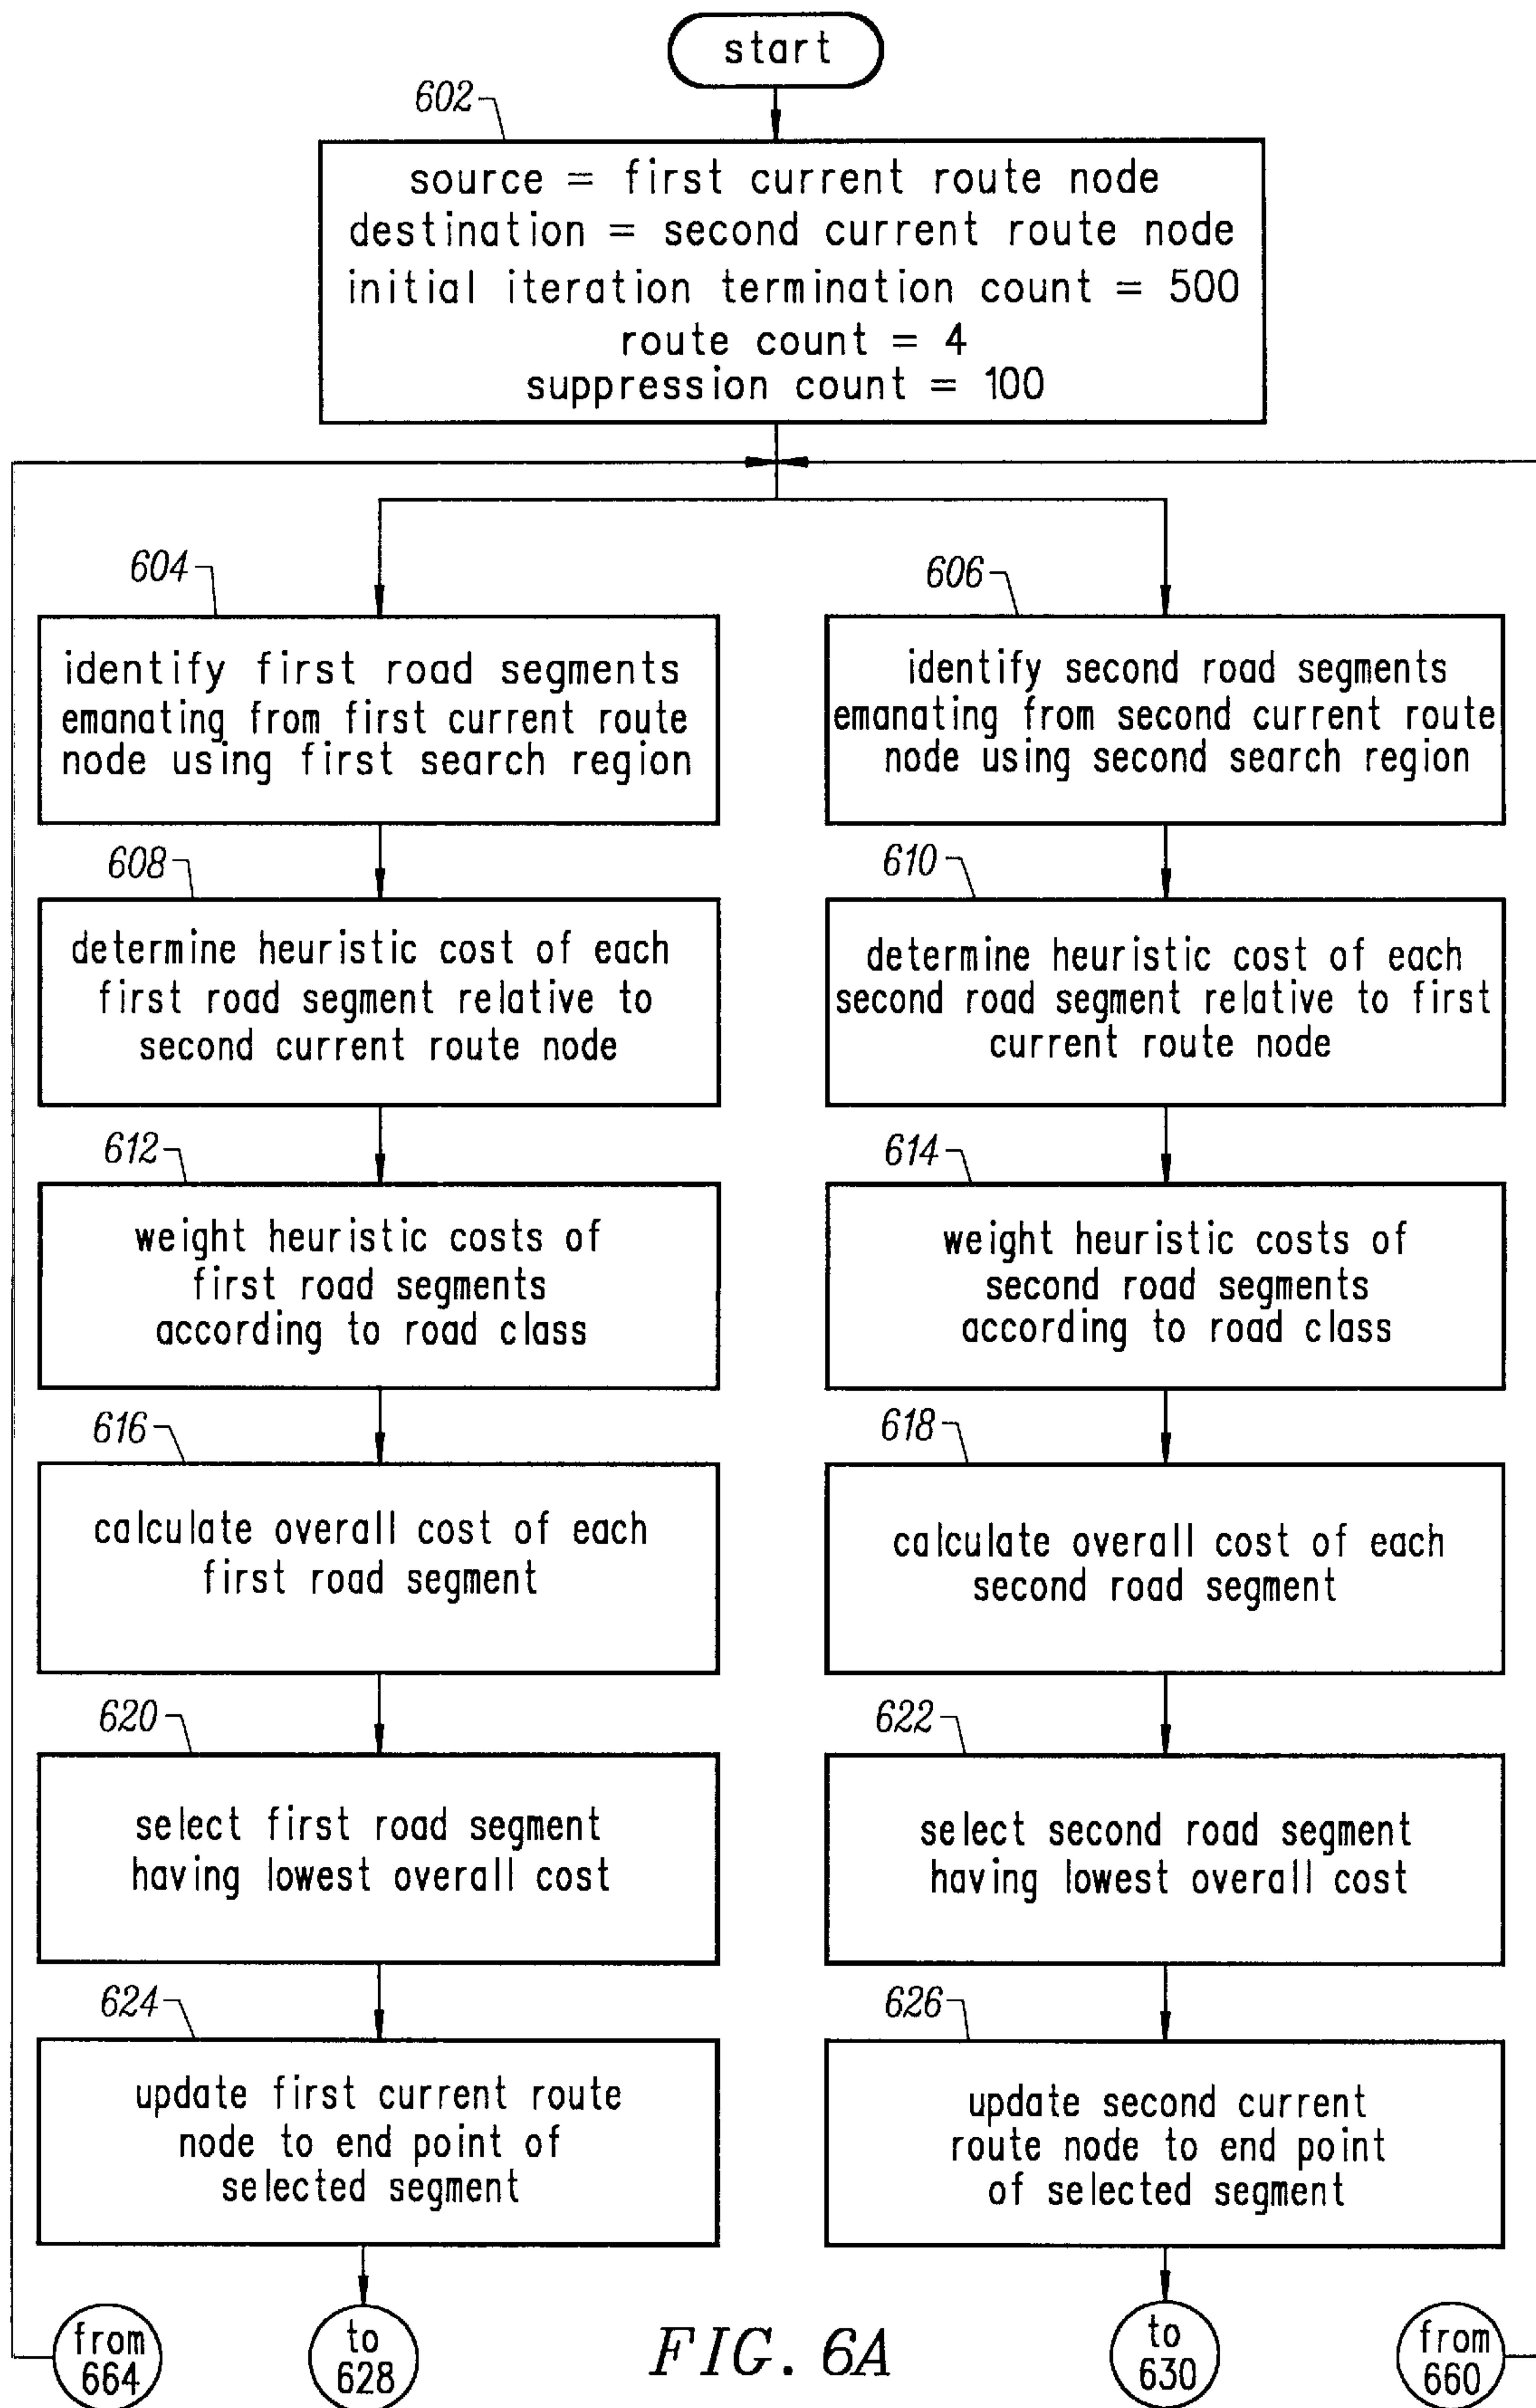 start
602
source = first current route node
destination = second current route node
initial iteration termination count = 500
route count = 4
suppression count = 100
604
identify first road segments
emanating from first current route
node using first search region
606
identify second road segments
emanating from second current route
node using second search region
608
determine heuristic cost of each
first road segment relative to
second current route node
610
determine heuristic cost of each
second road segment relative to first
current route node
612
weight heuristic costs of
first road segments
according to road class
614
weight heuristic costs of
second road segments
according to road class
616
calculate overall cost of each
first road segment
618
calculate overall cost of each
second road segment
620
select first road segment
having lowest overall cost
622
select second road segment
having lowest overall cost
624
update first current route
node to end point of
selected segment
626
update second current
route node to end point
of selected segment
from
664
to
628
FIG. 6A
to
630
from
660